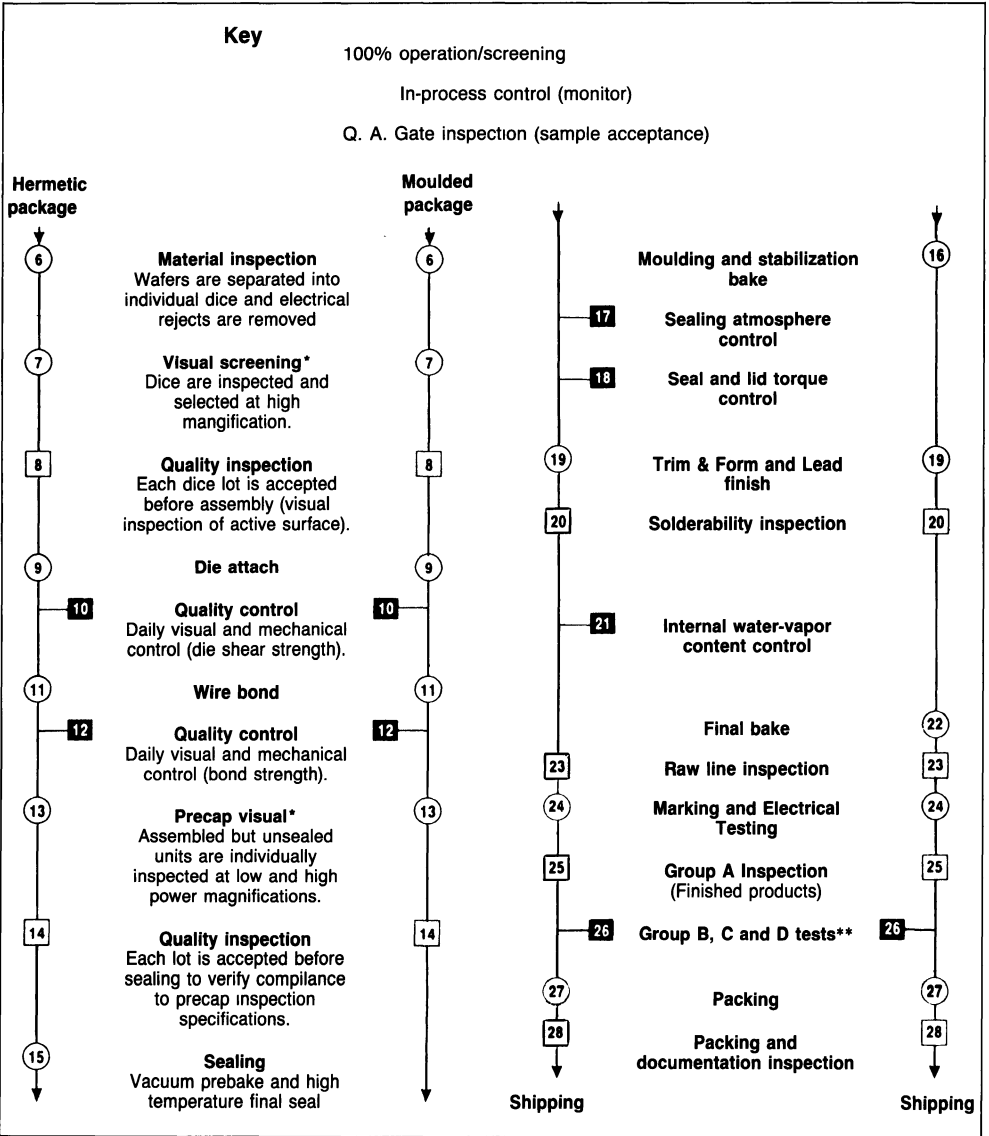 Key
100% operation/screening
In-process control (monitor)
Q. A. Gate inspection (sample acceptance)
Hermetic
package
Moulded
package
6
Material inspection
Wafers are separated into
individual dice and electrical
rejects are removed
6
7
Visual screening*
Dice are inspected and
selected at high
mangification.
7
8
Quality inspection
Each dice lot is accepted
before assembly (visual
inspection of active surface).
8
9
Die attach
9
10
Quality control
Daily visual and mechanical
control (die shear strength).
10
11
Wire bond
11
12
Quality control
Daily visual and mechanical
control (bond strength).
12
13
Precap visual*
Assembled but unsealed
units are individually
inspected at low and high
power magnifications.
13
14
Quality inspection
Each lot is accepted before
sealing to verify compliance
to precap inspection
specifications.
14
15
Sealing
Vacuum prebake and high
temperature final seal
Moulding and stabilization
bake
16
17
Sealing atmosphere
control
18
Seal and lid torque
control
19
Trim & Form and Lead
finish
19
20
Solderability inspection
20
21
Internal water-vapor
content control
Final bake
22
23
Raw line inspection
23
24
Marking and Electrical
Testing
24
25
Group A Inspection
(Finished products)
25
26
Group B, C and D tests**
26
27
Packing
27
28
Packing and
documentation inspection
28
Shipping
Shipping